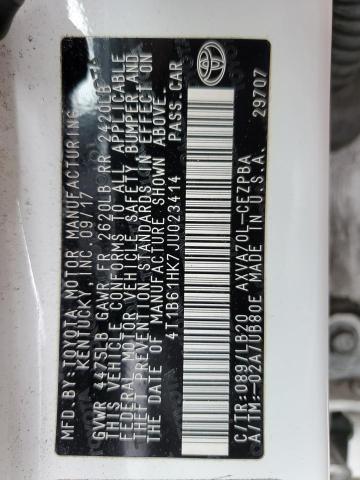 MFD. BY: TOYOTA MOTOR MANUFACTURING,
KENTUCKY, INC. 09/17
GVWR 4475LB GAWR FR 2620LB RR 2420LB
THIS VEHICLE CONFORMS TO ALL APPLICABLE
FEDERAL MOTOR VEHICLE SAFETY, BUMPER, AND
THEFT PREVENTION STANDARDS IN EFFECT ON
THE DATE OF MANUFACTURE SHOWN ABOVE.
4T1B61HK7JU023414 PASS.CAR
C/TR:089/LB20 AXVA70L-CEZPBA
A/TM:-02A/UB80E MADE IN U.S.A.
29707